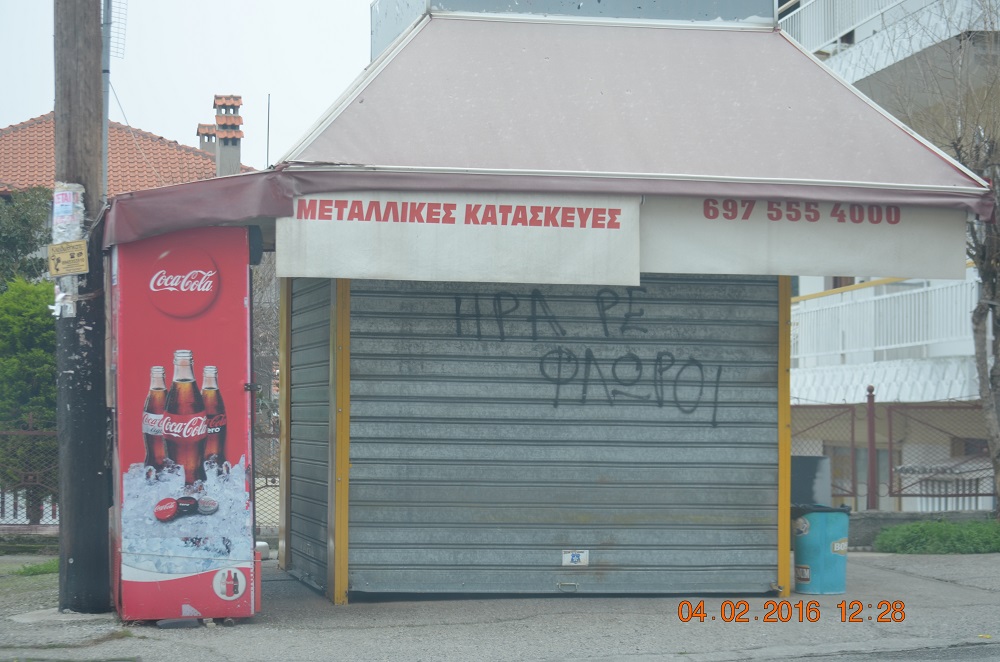 ΜΕΤΑΛΛΙΚΕΣ ΚΑΤΑΣΚΕΥΕΣ
697 555 4000
Coca-Cola
ΗΡΑ ΡΕ
ΦΛΩΡΟΙ
Coca-Cola
04.02.2016 12:28